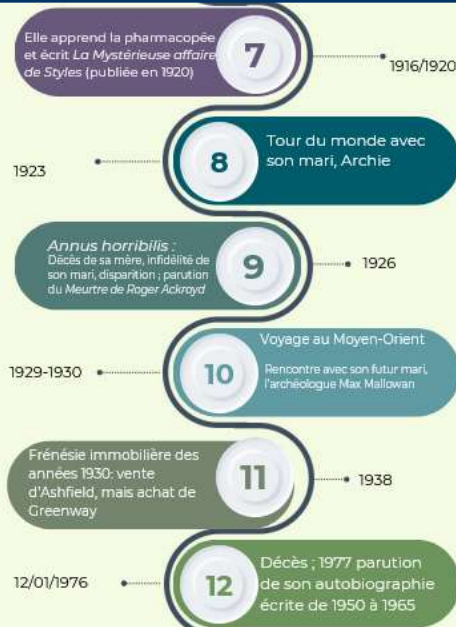 Elle apprend la pharmacopée
et écrit La Mystérieuse affaire
de Styles (publiée en 1920)
7
1916/1920
1923
8
Tour du monde avec
son mari, Archie
Annus horribilis :
Décès de sa mère, infidélité de
son mari, disparition ; parution
du Meurtre de Roger Ackroyd
9
1926
1929-1930
10
Voyage au Moyen-Orient
Rencontre avec son futur mari,
l'archéologue Max Mallowan
Frénésie immobilière des
années 1930: vente
d'Ashfield, mais achat de
Greenway
11
1938
12/01/1976
12
Décès ; 1977 parution
de son autobiographie
écrite de 1950 à 1965